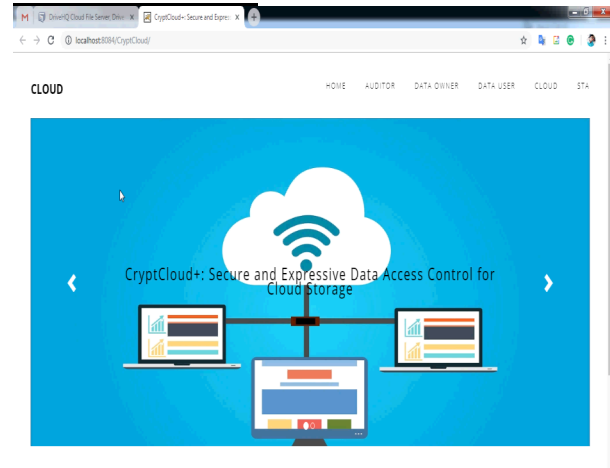 DriveHQ Cloud File Server, Drive
CryptCloud+: Secure and Expres
localhost:8084/CryptCloud/
CLOUD
HOME AUDITOR DATA OWNER DATA USER CLOUD STA
CryptCloud+: Secure and Expressive Data Access Control for
Cloud Storage